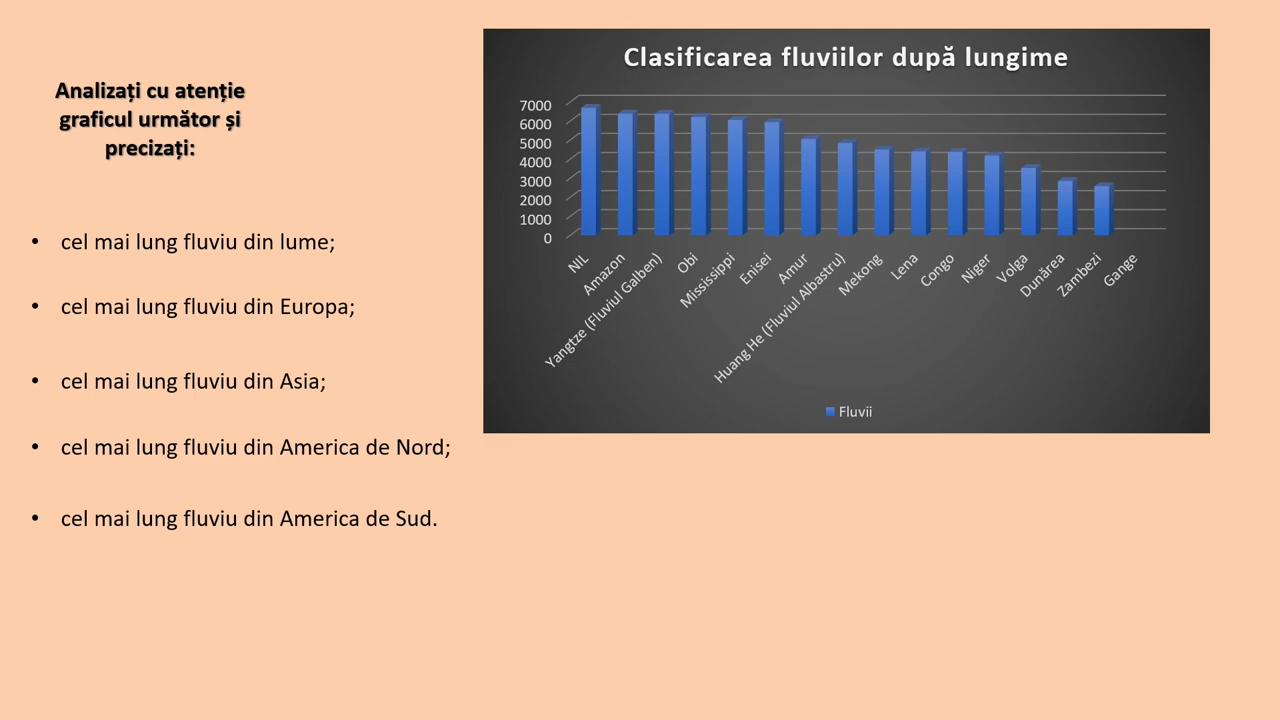 Analizați cu atenție
graficul următor și
precizați:
• cel mai lung fluviu din lume;
• cel mai lung fluviu din Europa;
• cel mai lung fluviu din Asia;
• cel mai lung fluviu din America de Nord;
• cel mai lung fluviu din America de Sud.
Clasificarea fluviilor după lungime
7000
6000
5000
4000
3000
2000
1000
0
NIL
Amazon
Yangtze (Fluviul Galben)
Obi
Mississippi
Enisei
Amur
Huang He (Fluviul Albastru)
Mekong
Lena
Congo
Niger
Volga
Dunărea
Zambezi
Gange
Fluvii